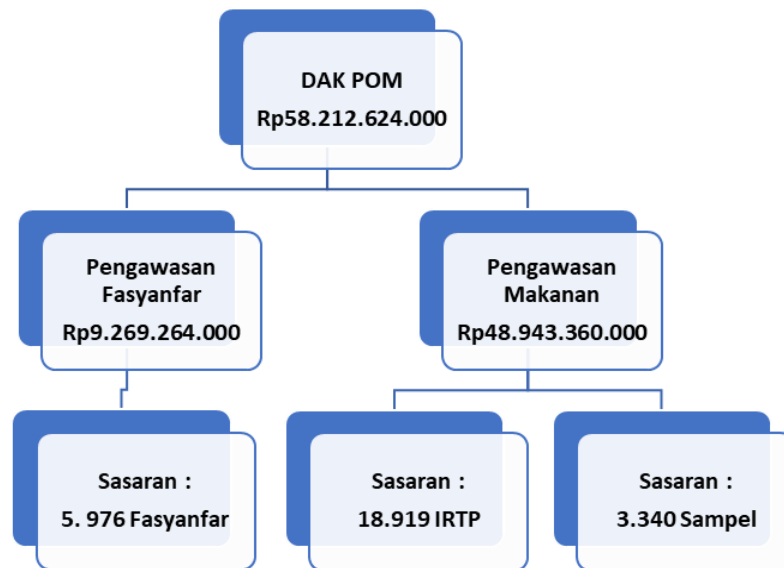 DAK POM
Rp58.212.624.000
Pengawasan
Fasyanfar
Rp9.269.264.000
Pengawasan
Makanan
Rp48.943.360.000
Sasaran :
5. 976 Fasyanfar
Sasaran :
18.919 IRTP
Sasaran :
3.340 Sampel